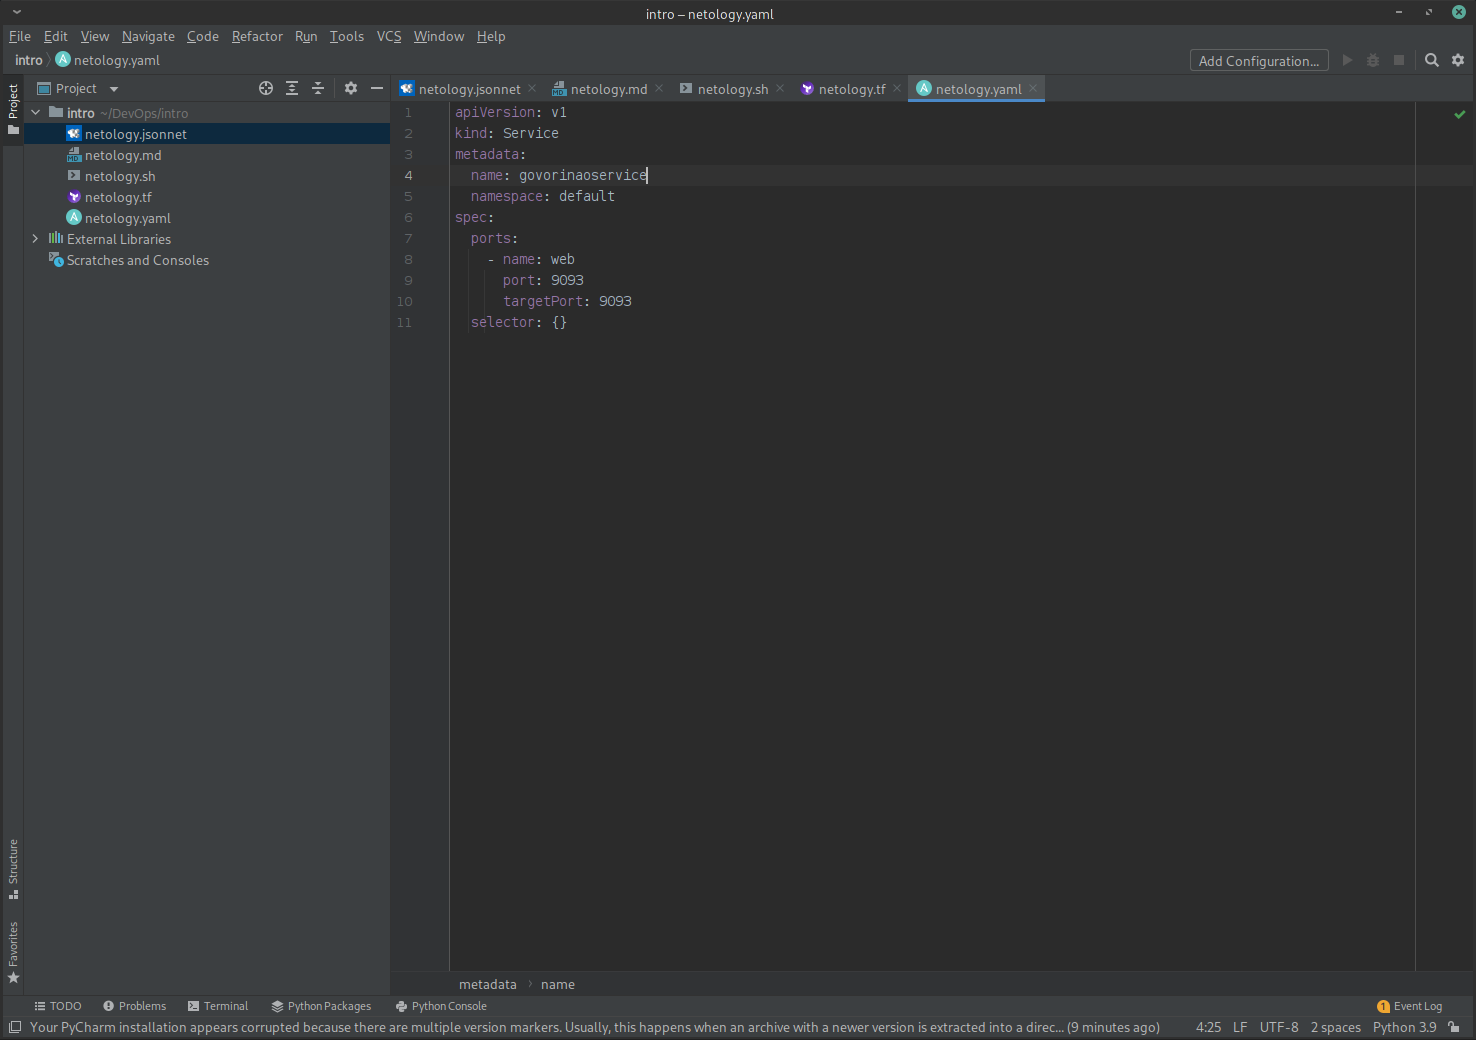 intro – netology.yaml
File Edit View Navigate Code Refactor Run Tools VCS Window Help
intro netology.yaml Add Configuration...
Project
Project
intro ~/DevOps/intro
netology.jsonnet
netology.md
netology.sh
netology.tf
netology.yaml
External Libraries
Scratches and Consoles
Structure
Favorites
netology.jsonnet netology.md netology.sh netology.tf netology.yaml
1 apiVersion: v1
2 kind: Service
3 metadata:
4 name: govorinaoservice
5 namespace: default
6 spec:
7 ports:
8 - name: web
9 port: 9093
10 targetPort: 9093
11 selector: {}
metadata › name
TODO Problems Terminal Python Packages Python Console 1 Event Log
Your PyCharm installation appears corrupted because there are multiple version markers. Usually, this happens when an archive with a newer version is extracted into a direc... (9 minutes ago) 4:25 LF UTF-8 2 spaces Python 3.9